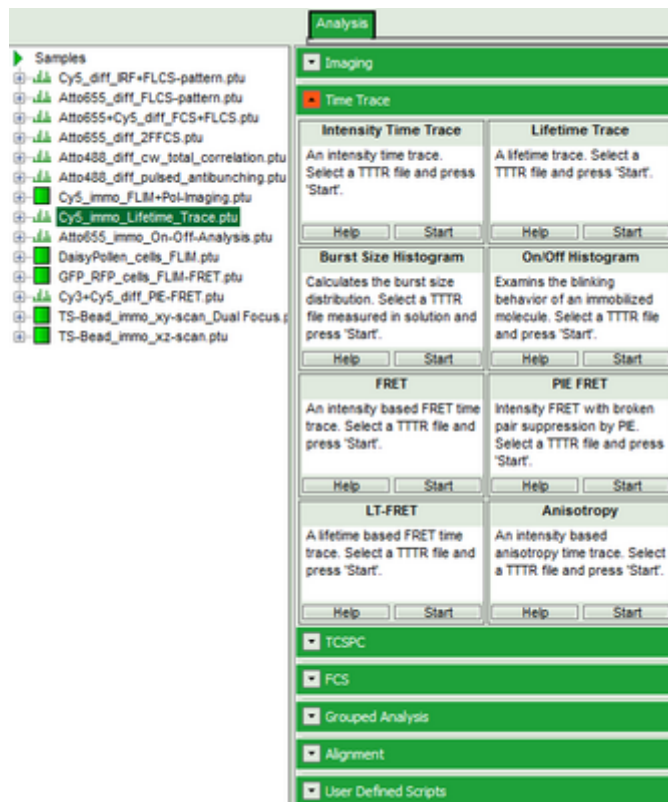 Analysis
Samples
Cy5_diff_IRF+FLCS-pattern.ptu
Atto655_diff_FLCS-pattern.ptu
Atto655+Cy5_diff_FCS+FLCS.ptu
Atto655_diff_2FFCS.ptu
Atto488_diff_cw_total_correlation.ptu
Atto488_diff_pulsed_antibunching.ptu
Cy5_immo_FLIM+Pol-Imaging.ptu
Cy5_immo_Lifetime_Trace.ptu
Atto655_immo_On-Off-Analysis.ptu
DaisyPollen_cells_FLIM.ptu
GFP_RFP_cells_FLIM-FRET.ptu
Cy3+Cy5_diff_PIE-FRET.ptu
TS-Bead_immo_xy-scan_Dual Focus.p
TS-Bead_immo_xz-scan.ptu
Imaging
Time Trace
Intensity Time Trace
An intensity time trace.
Select a TTTR file and press
'Start'.
Help Start
Lifetime Trace
A lifetime trace. Select a
TTTR file and press 'Start'.
Help Start
Burst Size Histogram
Calculates the burst size
distribution. Select a TTTR
file measured in solution and
press 'Start'.
Help Start
On/Off Histogram
Examines the blinking
behavior of an immobilized
molecule. Select a TTTR file
and press 'Start'.
Help Start
FRET
An intensity based FRET time
trace. Select a TTTR file and
press 'Start'.
Help Start
PIE FRET
Intensity FRET with broken
pair suppression by PIE.
Select a TTTR file and press
'Start'.
Help Start
LT-FRET
A lifetime based FRET time
trace. Select a TTTR file and
press 'Start'.
Help Start
Anisotropy
An intensity based
anisotropy time trace. Select
a TTTR file and press 'Start'.
Help Start
TCSPC
FCS
Grouped Analysis
Alignment
User Defined Scripts